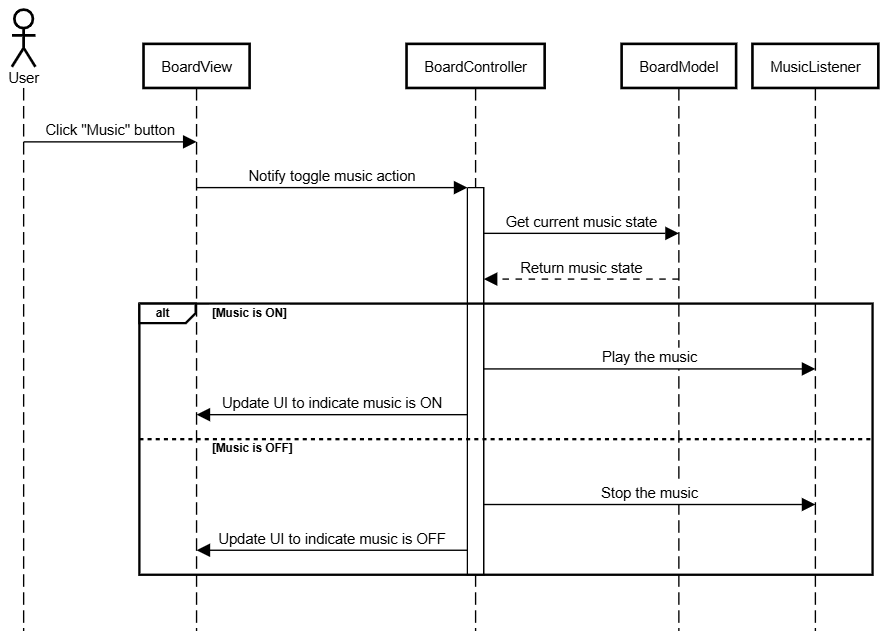 User
BoardView
BoardController
BoardModel
MusicListener
Click "Music" button
Notify toggle music action
Get current music state
Return music state
alt
[Music is ON]
Play the music
Update UI to indicate music is ON
[Music is OFF]
Stop the music
Update UI to indicate music is OFF